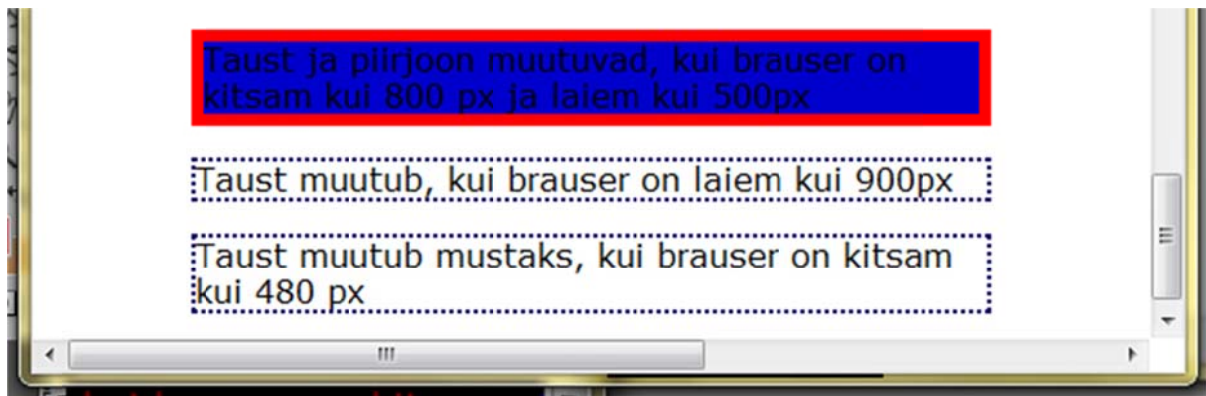 Taust ja piirjoon muutuvad, kui brauser on
kitsam kui 800 px ja laiem kui 500px
Taust muutub, kui brauser on laiem kui 900px
Taust muutub mustaks, kui brauser on kitsam
kui 480 px